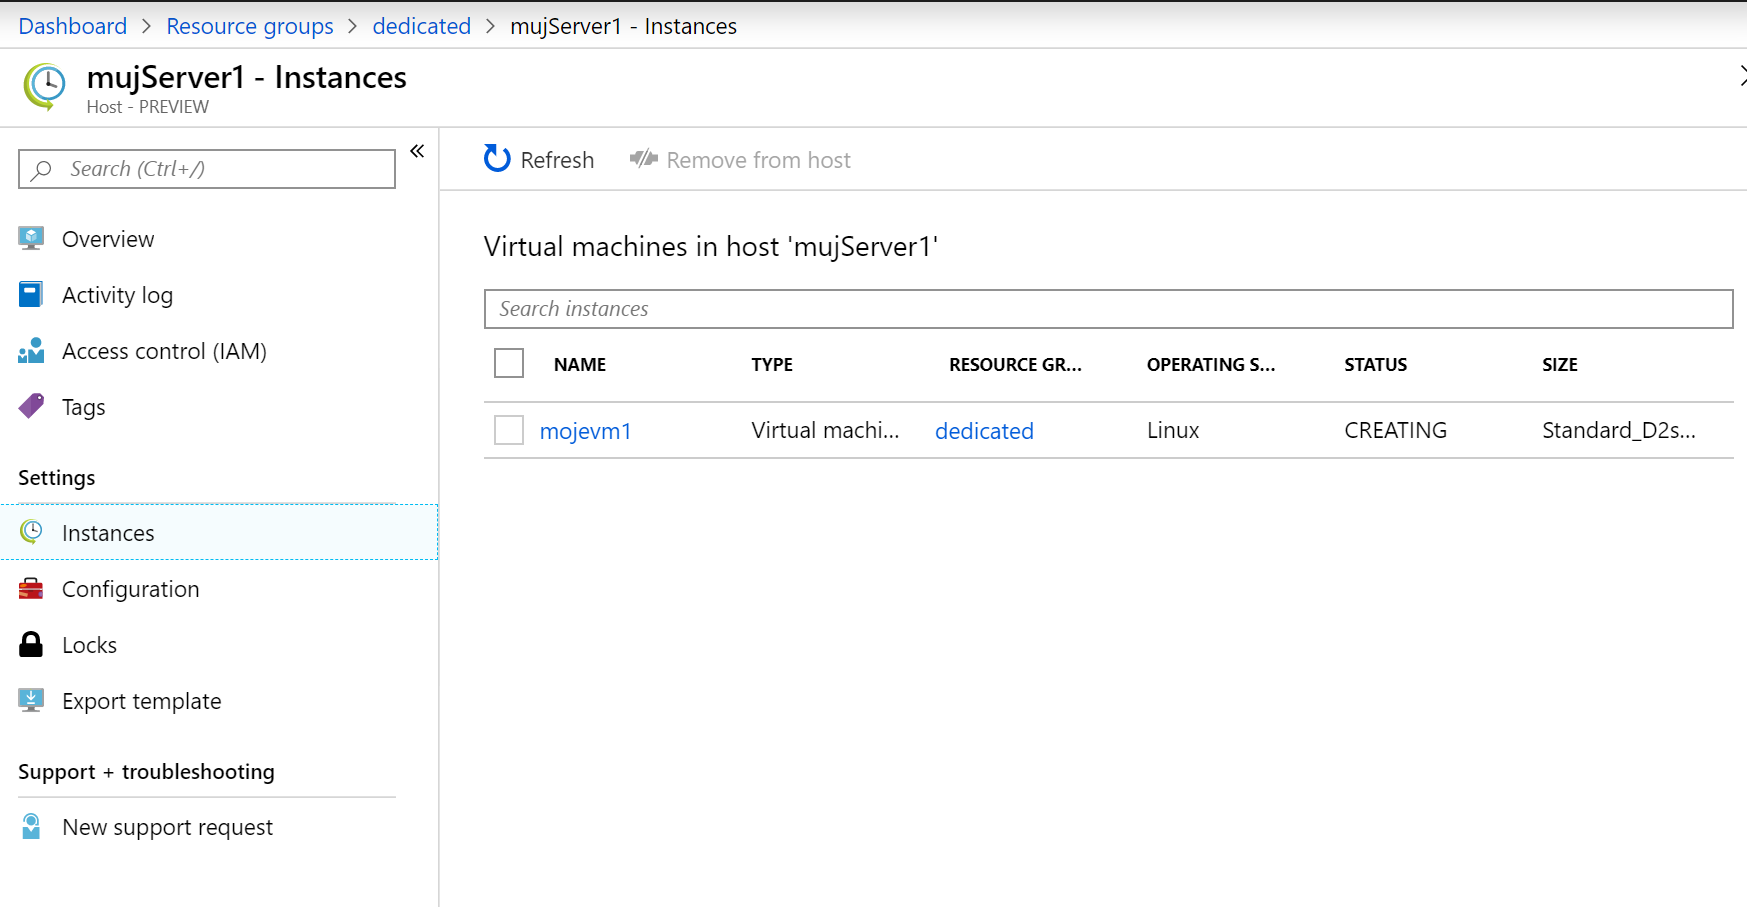 Dashboard > Resource groups > dedicated > mujServer1 - Instances
mujServer1 - Instances
Host - PREVIEW
Search (Ctrl+/)
«
Overview
Activity log
Access control (IAM)
Tags
Settings
Instances
Configuration
Locks
Export template
Support + troubleshooting
New support request
Refresh Remove from host
Virtual machines in host 'mujServer1'
Search instances
NAME TYPE RESOURCE GR... OPERATING S... STATUS SIZE
mojevm1 Virtual machi... dedicated Linux CREATING Standard_D2s...